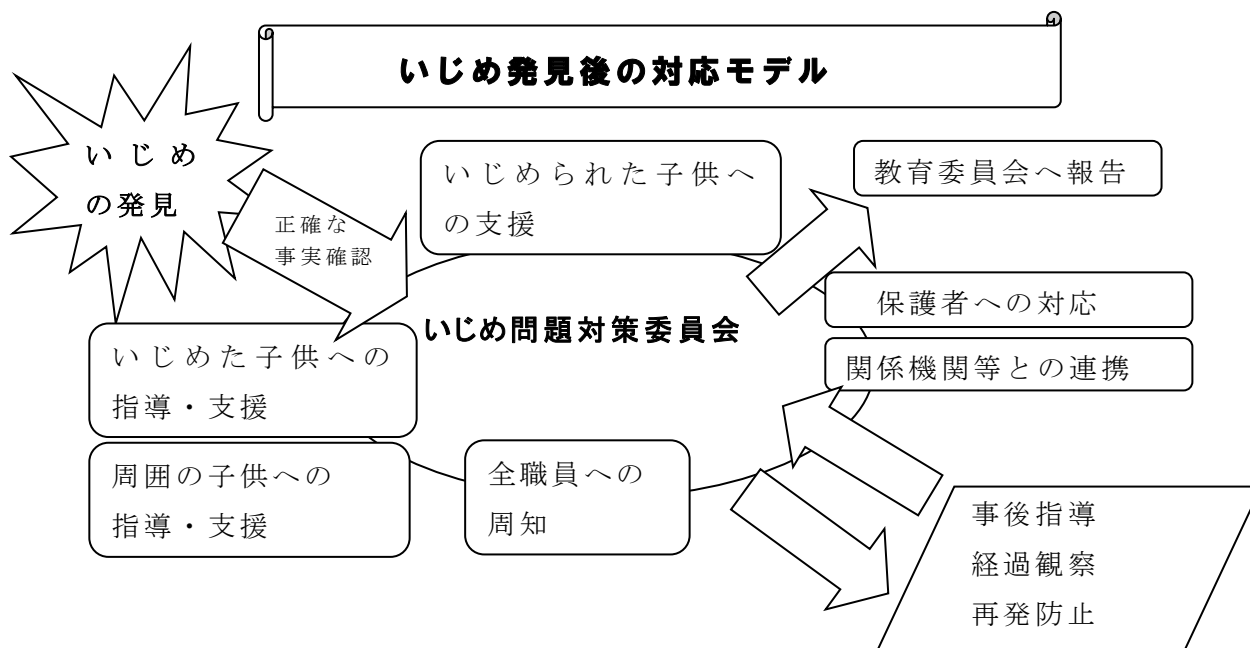 いじめ発見後の対応モデル
いじめ
の発見
正確な
事実確認
いじめられた子供へ
の支援
教育委員会へ報告
保護者への対応
関係機関等との連携
いじめ問題対策委員会
いじめた子供への
指導・支援
周囲の子供への
指導・支援
全職員への
周知
事後指導
経過観察
再発防止